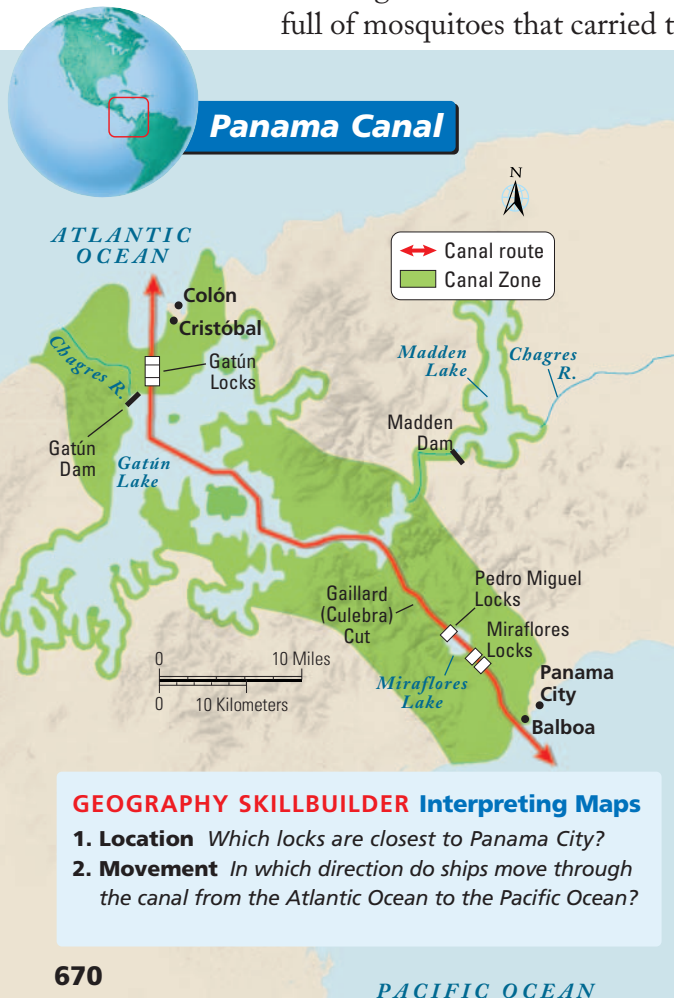 full of mosquitoes that carried t
Panama Canal
N
ATLANTIC
OCEAN
Canal route
Canal Zone
Colón
Cristóbal
Chagres R.
Gatún
Locks
Madden
Lake
Chagres
R.
Gatún
Dam
Gatún
Lake
Madden
Dam
Gaillard
(Culebra)
Cut
Pedro Miguel
Locks
Miraflores
Locks
0 10 Miles
0 10 Kilometers
Miraflores
Lake
Panama
City
Balboa
GEOGRAPHY SKILLBUILDER Interpreting Maps
1. Location Which locks are closest to Panama City?
2. Movement In which direction do ships move through
the canal from the Atlantic Ocean to the Pacific Ocean?
670
PACIFIC OCEAN